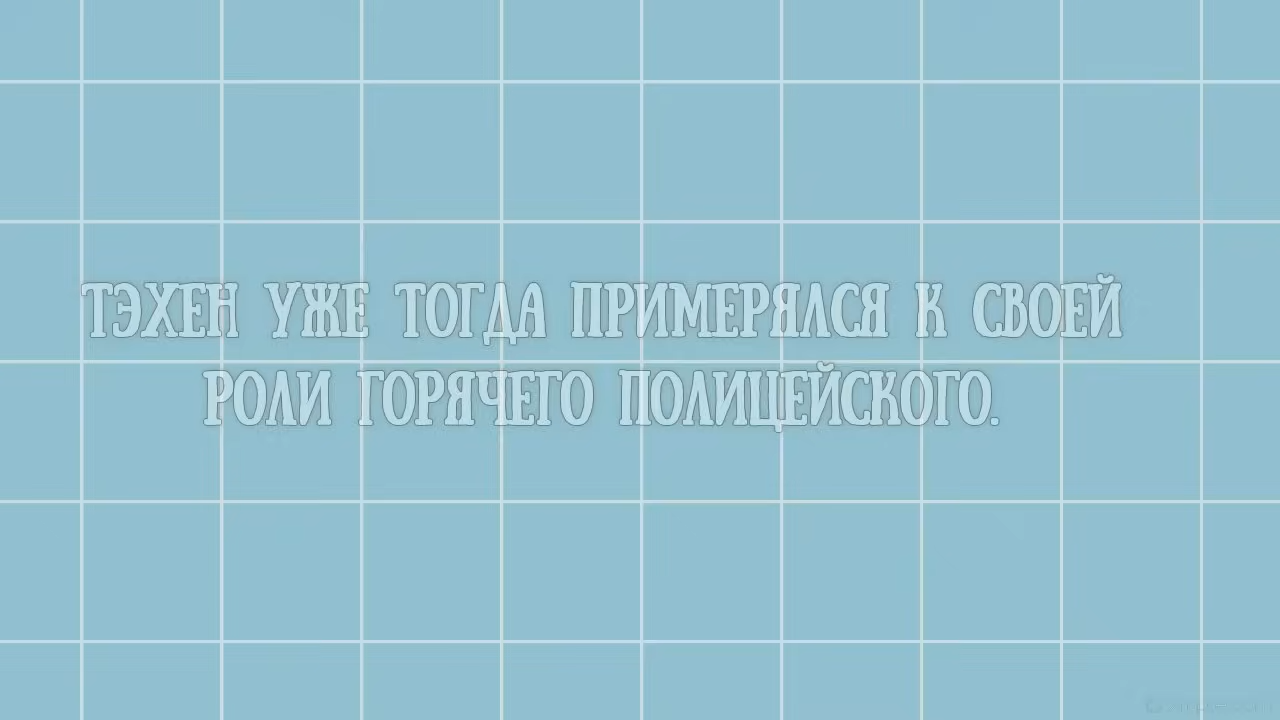 ТЭХЕН УЖЕ ТОГДА ПРИМЕРЯЛСЯ К СВОЕЙ
РОЛИ ГОРЯЧЕГО ПОЛИЦЕЙСКОГО.